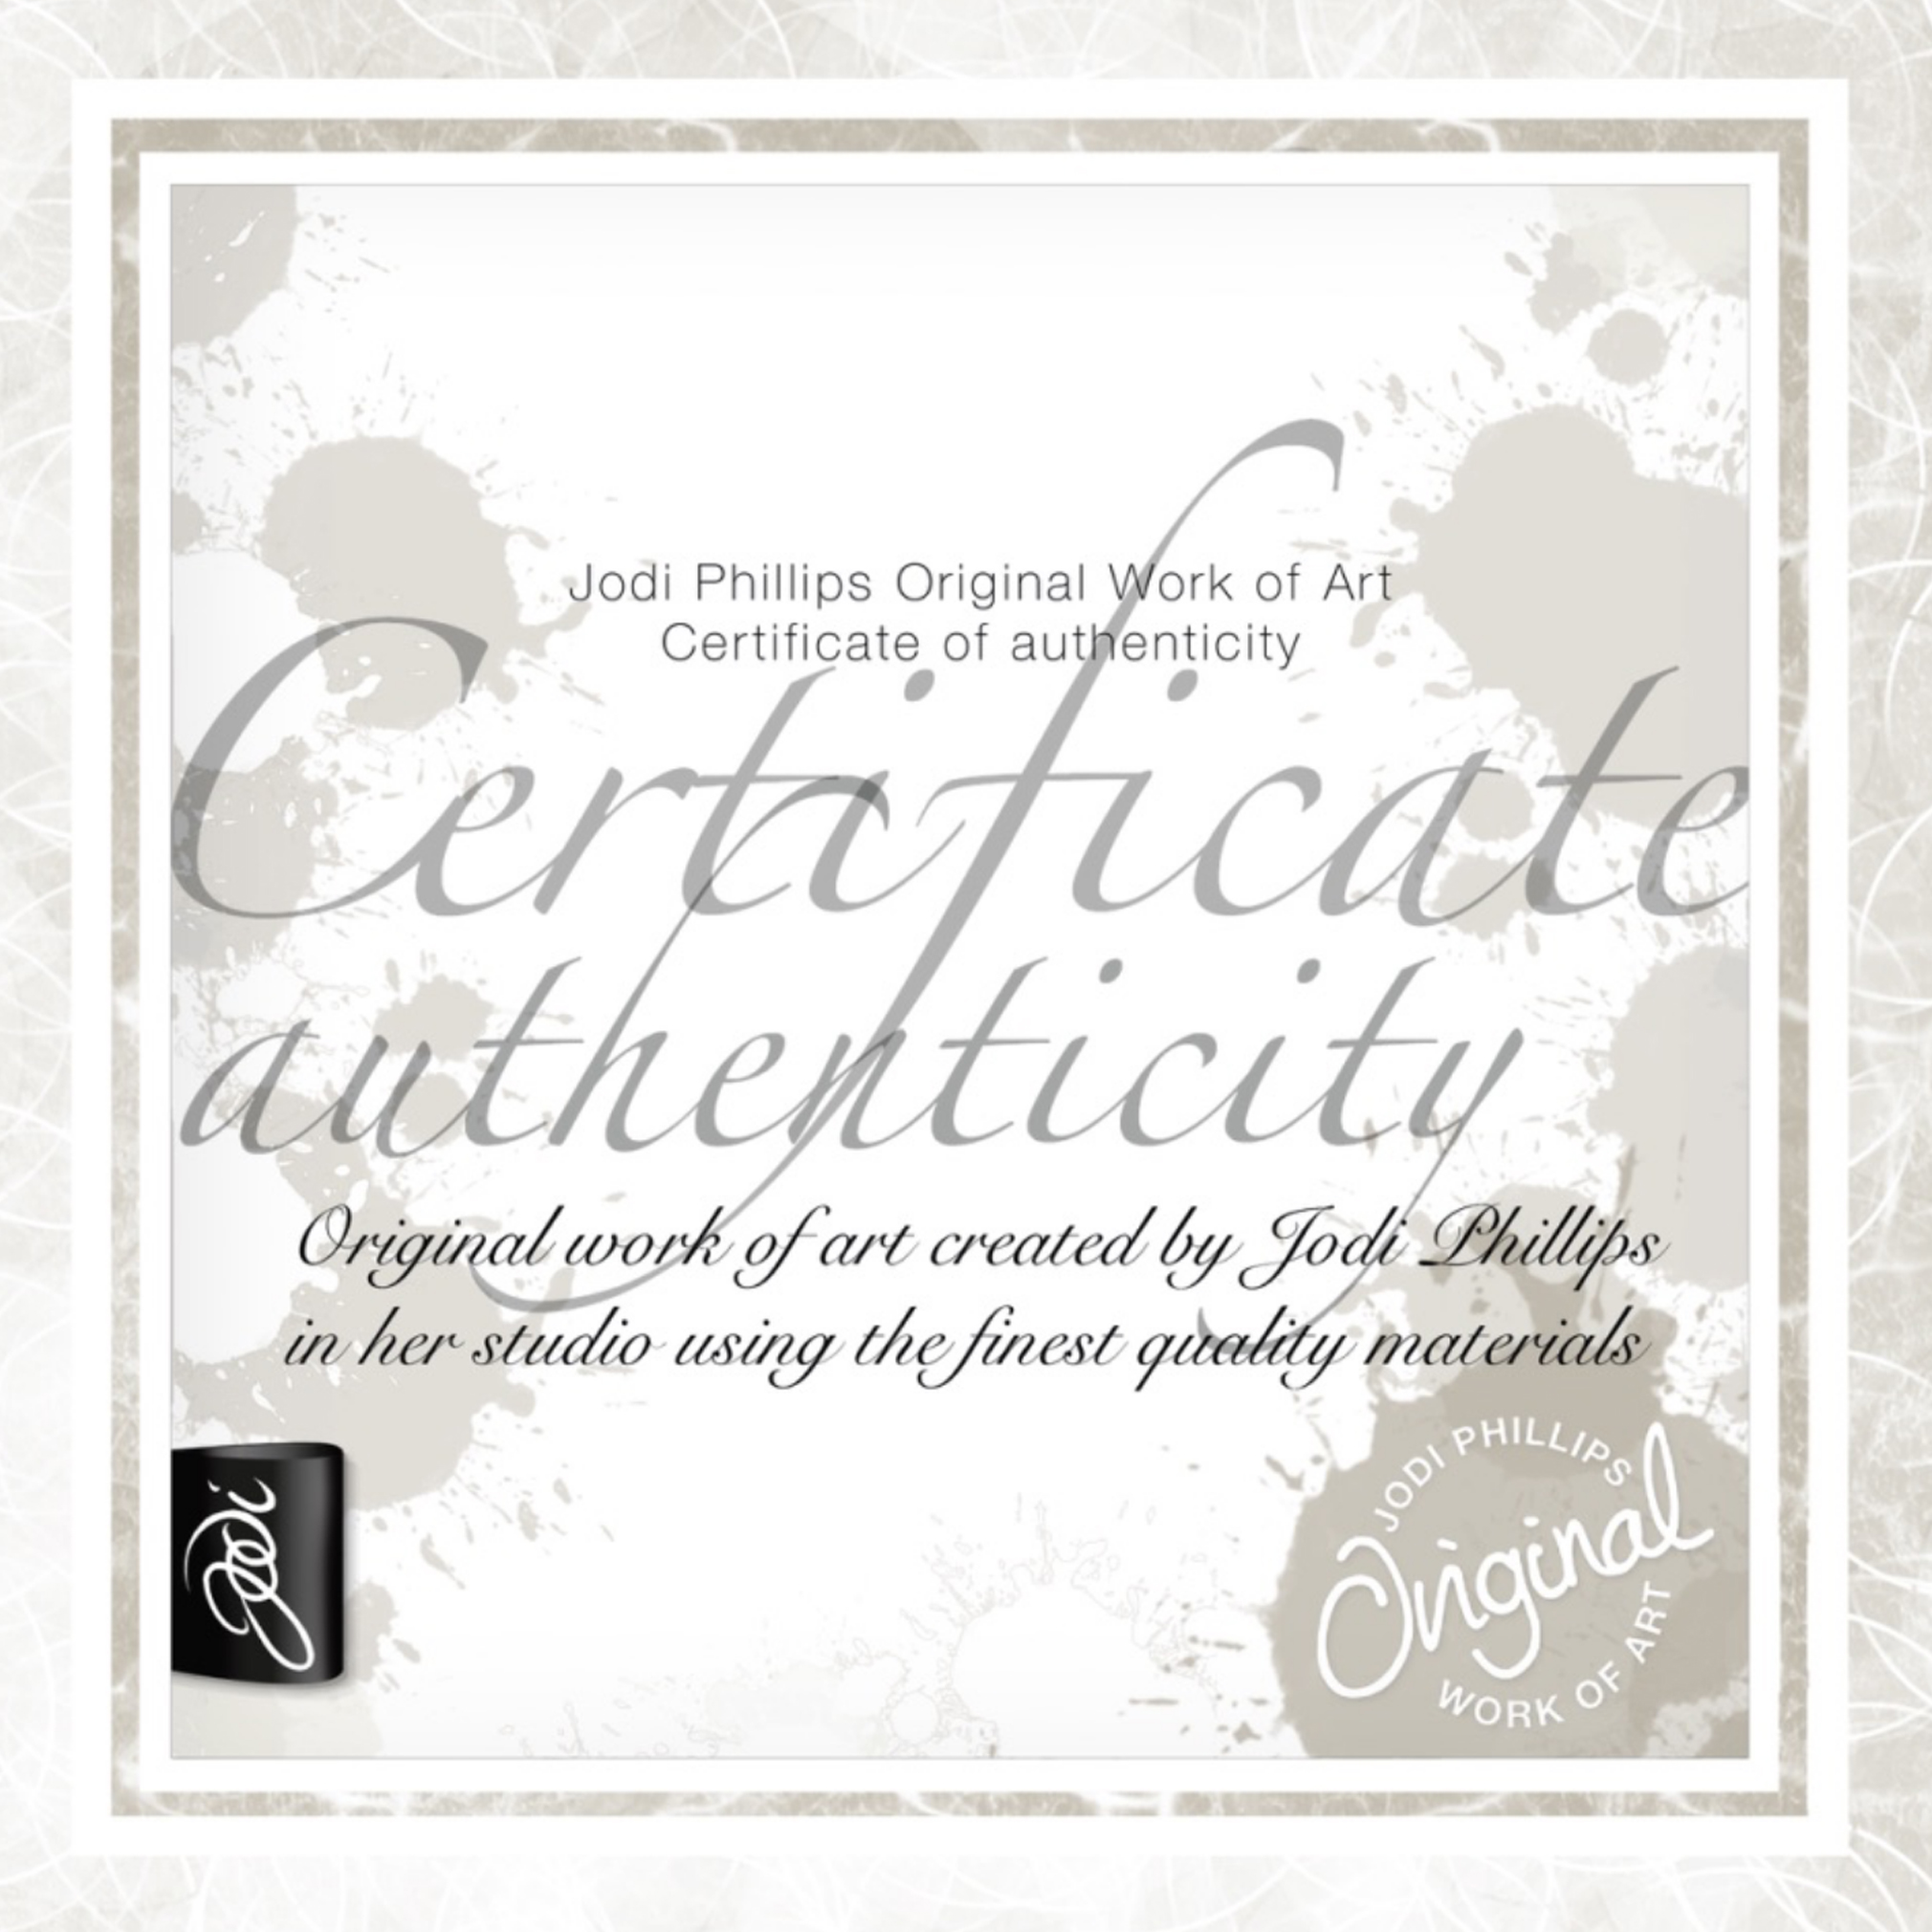 Jodi Phillips Original Work of Art
Certificate of authenticity
Certificate
authenticity
Original work of art created by Jodi Phillips
in her studio using the finest quality materials
Jodi
JODI PHILLIPS
Original
WORK OF ART